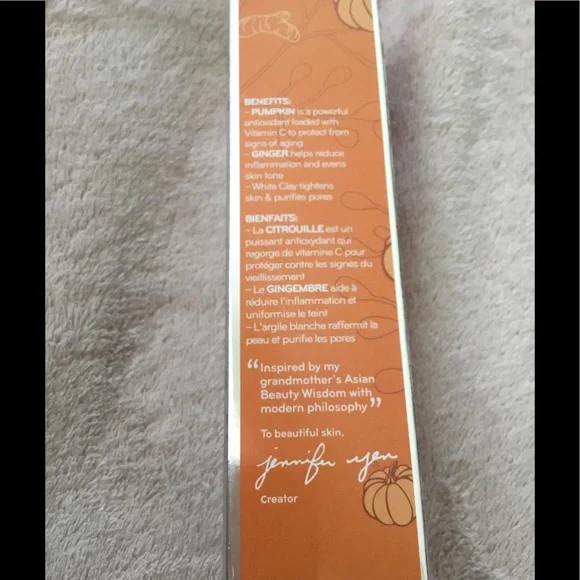 BENEFITS:
– PUMPKIN is a powerful
antioxidant loaded with
Vitamin C to protect from
signs of aging
– GINGER helps reduce
inflammation and evens
skin tone
– White Clay tightens
skin & purifies pores
BIENFAITS:
– La CITROUILLE est un
puissant antioxydant qui
regorge de vitamine C pour
protéger contre les signes du
vieillissement
– Le GINGEMBRE aide à
réduire l'inflammation et
uniformise le teint
– L'argile blanche raffermit la
peau et purifie les pores
“Inspired by my
grandmother's Asian
Beauty Wisdom with
modern philosophy”
To beautiful skin,
jennifer yen
Creator